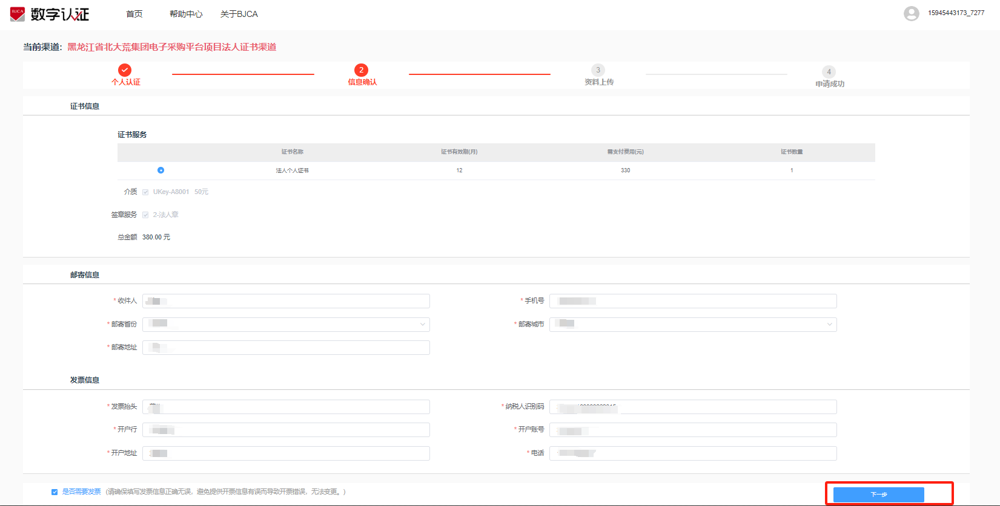 BJCA 数字认证 首页 帮助中心 关于BJCA 15945443173_7277
当前渠道：黑龙江省北大荒集团电子采购平台项目法人证书渠道
2 3 4
个人认证 信息确认 资料上传 申请成功
证书信息
证书服务
证书名称 证书有效期(月) 需支付费用(元) 证书数量
法人个人证书 12 330 1
介质 UKey-A8001 50元
签章服务 2-法人章
总金额 380.00 元
邮寄信息
* 收件人 * 手机号
* 邮寄省份 * 邮寄城市
* 邮寄地址
发票信息
* 发票抬头 * 纳税人识别码
* 开户行 * 开户账号
* 开户地址 * 电话
是否需要发票 （请确保填写发票信息正确无误，避免提供开票信息有误而导致开票错误，无法变更。） 下一步